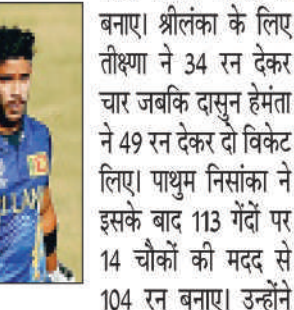 बनाए। श्रीलंका के लिए
तीक्ष्णा ने 34 रन देकर
चार जबकि दासुन हेमंता
ने 49 रन देकर दो विकेट
लिए। पाथुम निसांका ने
इसके बाद 113 गेंदों पर
14 चौकों की मदद से
104 रन बनाए। उन्होंने